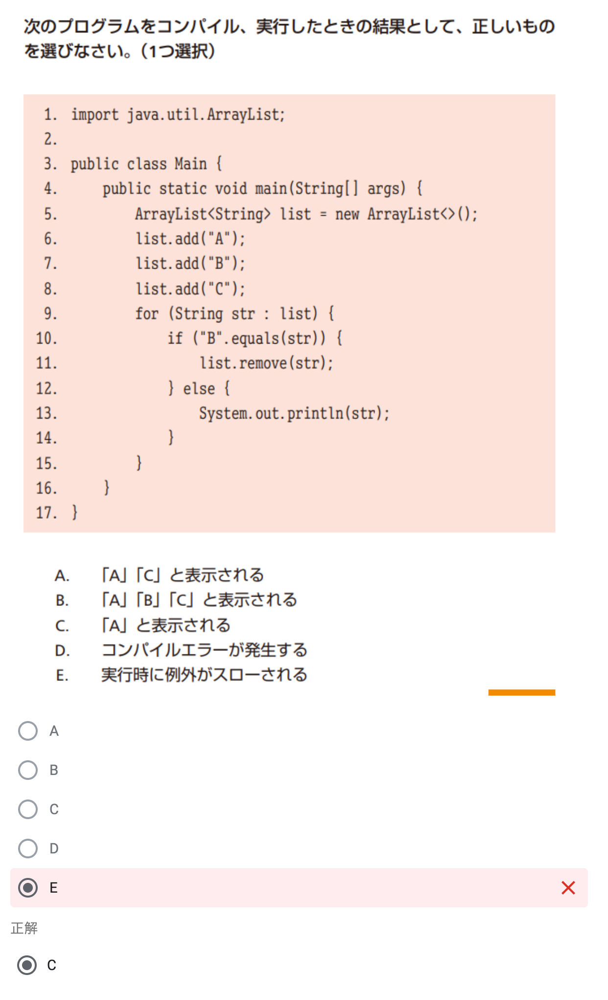 次のプログラムをコンパイル、実行したときの結果として、正しいもの
を選びなさい。（1つ選択）
1. import java.util.ArrayList;
2.
3. public class Main {
4.     public static void main(String[] args) {
5.         ArrayList<String> list = new ArrayList<>();
6.         list.add("A");
7.         list.add("B");
8.         list.add("C");
9.         for (String str : list) {
10.             if ("B".equals(str)) {
11.                 list.remove(str);
12.             } else {
13.                 System.out.println(str);
14.             }
15.         }
16.     }
17. }
A. 「A」「C」と表示される
B. 「A」「B」「C」と表示される
C. 「A」と表示される
D. コンパイルエラーが発生する
E. 実行時に例外がスローされる
A
B
C
D
E
正解
C